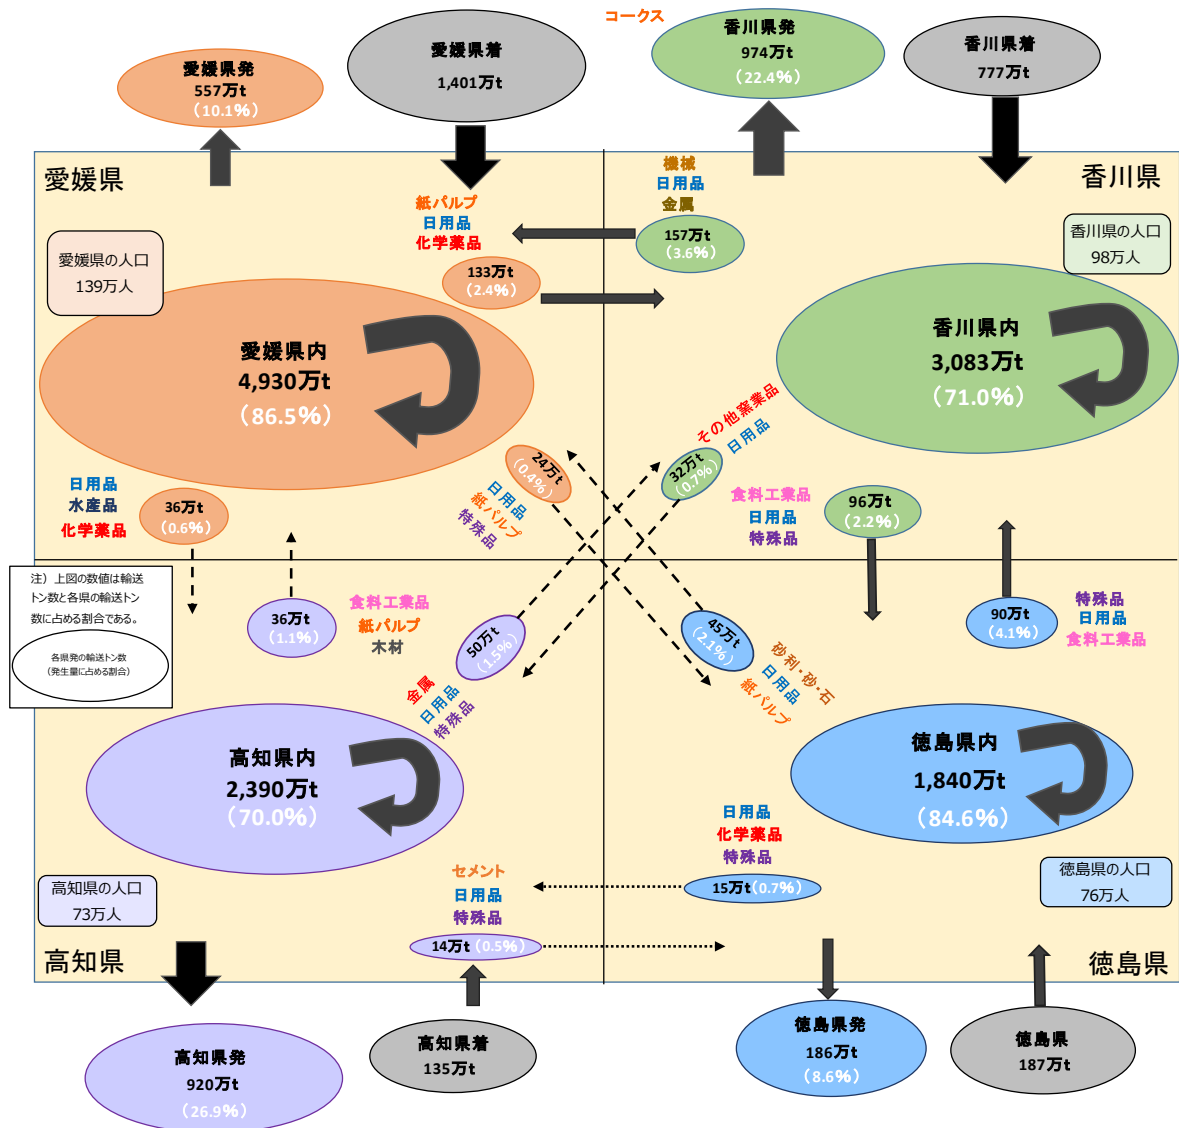 コークス
愛媛県発
557万t
（10.1%）
愛媛県着
1,401万t
香川県発
974万t
（22.4%）
香川県着
777万t
愛媛県
香川県
機械
日用品
金属
157万t
（3.6%）
紙パルプ
日用品
化学薬品
133万t
（2.4%）
愛媛県の人口
139万人
香川県の人口
98万人
愛媛県内
4,930万t
（86.5%）
香川県内
3,083万t
（71.0%）
その他窯業品
日用品
32万t
（0.7%）
24万t
（0.4%）
日用品
紙パルプ
特殊品
日用品
水産品
化学薬品
36万t
（0.6%）
食料工業品
日用品
特殊品
96万t
（2.2%）
注）上図の数値は輸送
トン数と各県の輸送トン
数に占める割合である。
各県発の輸送トン数
（発生量に占める割合）
36万t
（1.1%）
食料工業品
紙パルプ
木材
50万t
（1.5%）
金属
日用品
特殊品
45万t
（2.1%）
砂利・砂・石
日用品
紙パルプ
90万t
（4.1%）
特殊品
日用品
食料工業品
高知県内
2,390万t
（70.0%）
徳島県内
1,840万t
（84.6%）
日用品
化学薬品
特殊品
15万t（0.7%）
セメント
日用品
特殊品
14万t（0.5%）
高知県の人口
73万人
徳島県の人口
76万人
高知県
徳島県
高知県発
920万t
（26.9%）
高知県着
135万t
徳島県発
186万t
（8.6%）
徳島県
187万t